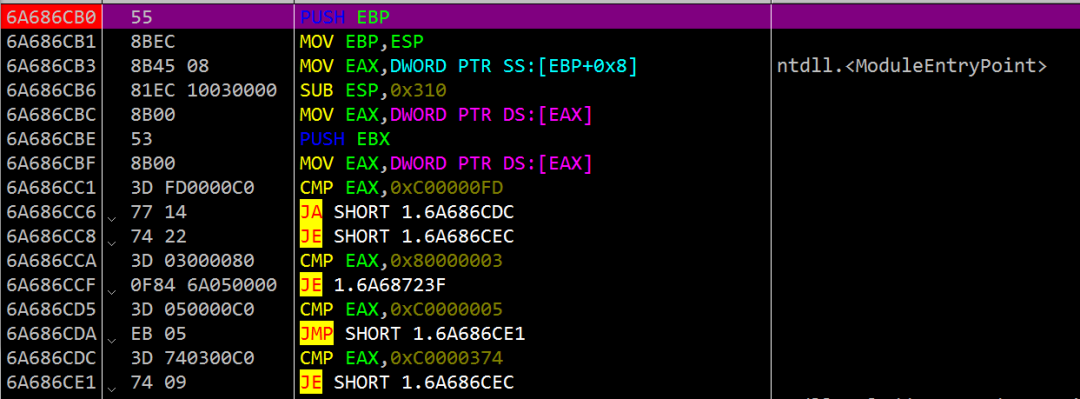 6A686CB0 55 PUSH EBP
6A686CB1 8BEC MOV EBP,ESP
6A686CB3 8B45 08 MOV EAX,DWORD PTR SS:[EBP+0x8] ntdll.<ModuleEntryPoint>
6A686CB6 81EC 10030000 SUB ESP,0x310
6A686CBC 8B00 MOV EAX,DWORD PTR DS:[EAX]
6A686CBE 53 PUSH EBX
6A686CBF 8B00 MOV EAX,DWORD PTR DS:[EAX]
6A686CC1 3D FD0000C0 CMP EAX,0xC00000FD
6A686CC6 77 14 JA SHORT 1.6A686CDC
6A686CC8 74 22 JE SHORT 1.6A686CEC
6A686CCA 3D 03000080 CMP EAX,0x80000003
6A686CCF 0F84 6A050000 JE 1.6A68723F
6A686CD5 3D 050000C0 CMP EAX,0xC0000005
6A686CDA EB 05 JMP SHORT 1.6A686CE1
6A686CDC 3D 740300C0 CMP EAX,0xC0000374
6A686CE1 74 09 JE SHORT 1.6A686CEC